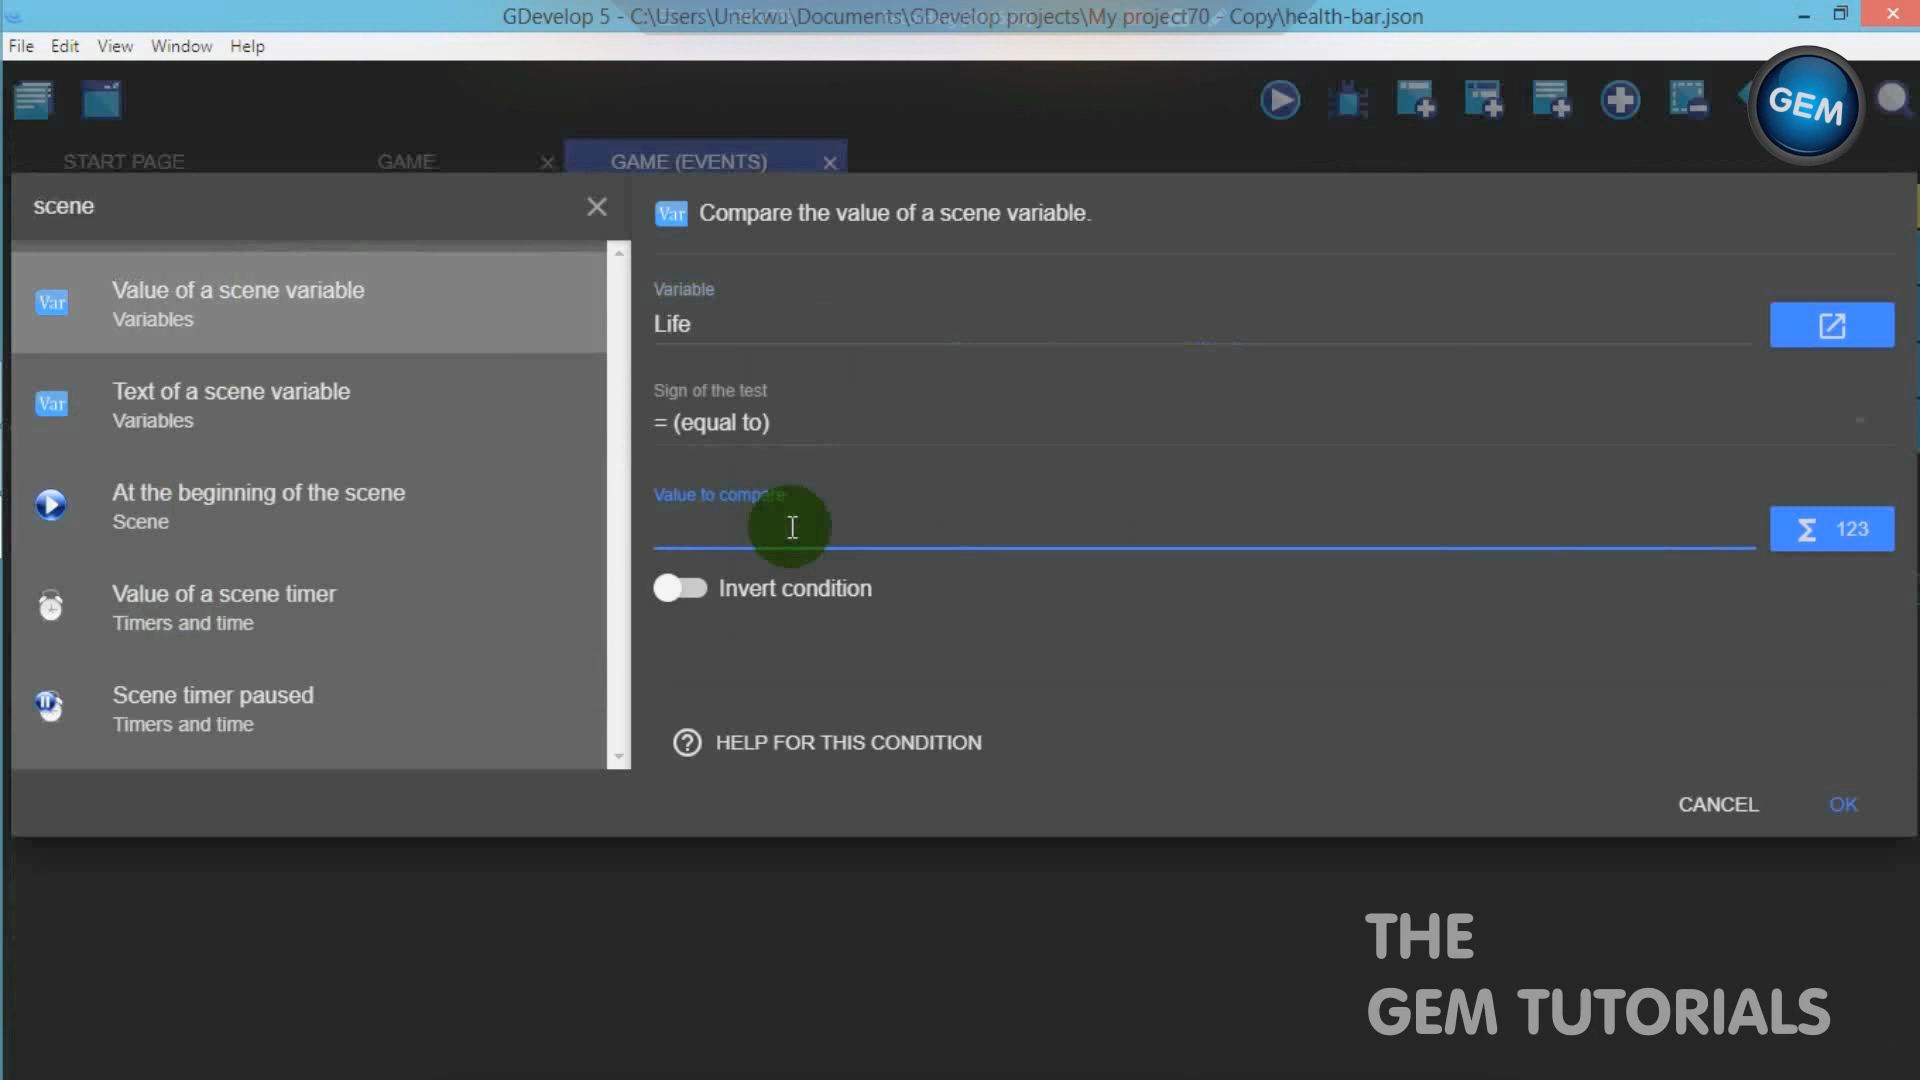 GDevelop 5 - C:\Users\Unekwu\Documents\GDevelop projects\My project70 - Copy\health-bar.json
File Edit View Window Help
GEM
START PAGE GAME GAME (EVENTS)
scene
Var Compare the value of a scene variable.
Var Value of a scene variable
Variables
Variable
Life
Var Text of a scene variable
Variables
Sign of the test
= (equal to)
At the beginning of the scene
Scene
Value to compare
Σ 123
Value of a scene timer
Timers and time
Invert condition
Scene timer paused
Timers and time
HELP FOR THIS CONDITION
CANCEL OK
THE
GEM TUTORIALS